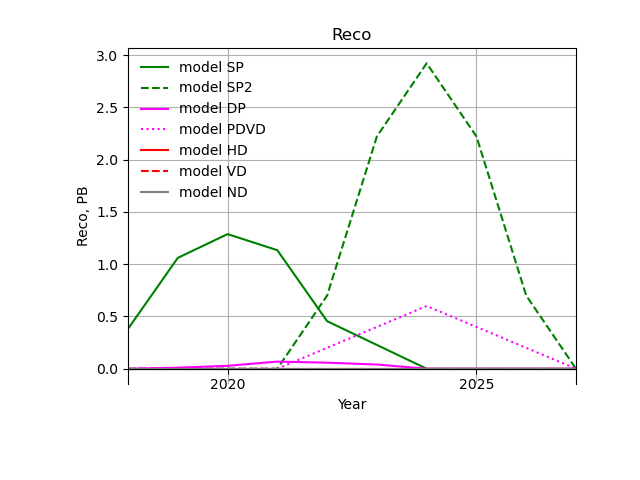 Reco
3.0
2.5
2.0
1.5
1.0
0.5
0.0
Reco, PB
model SP
model SP2
model DP
model PDVD
model HD
model VD
model ND
2020
2025
Year